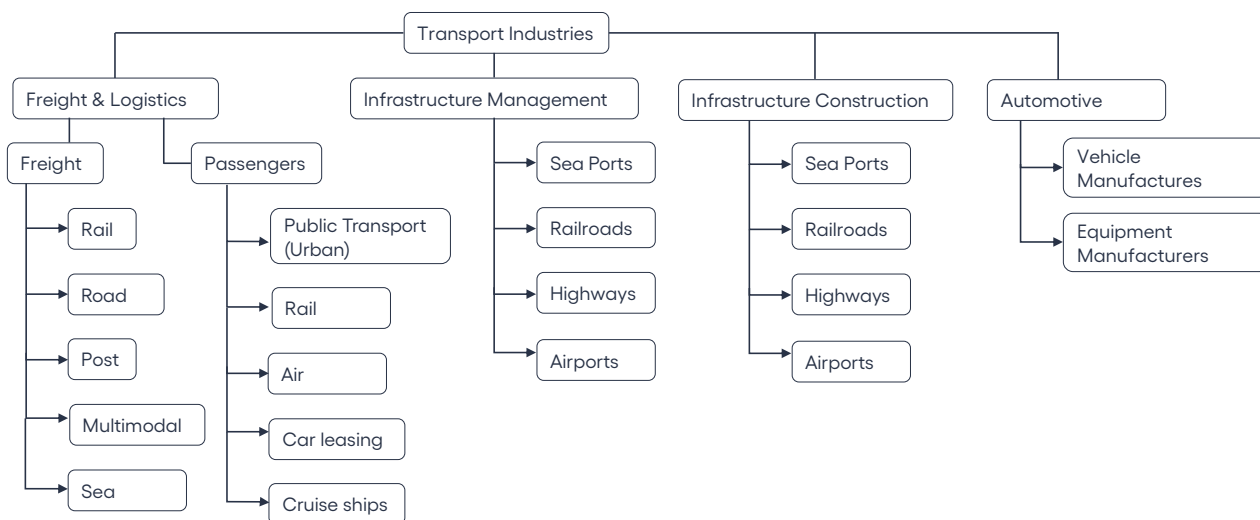 Transport Industries
Freight & Logistics
Infrastructure Management
Infrastructure Construction
Automotive
Freight
Passengers
Rail
Road
Post
Multimodal
Sea
Public Transport
(Urban)
Rail
Air
Car leasing
Cruise ships
Sea Ports
Railroads
Highways
Airports
Sea Ports
Railroads
Highways
Airports
Vehicle
Manufactures
Equipment
Manufacturers